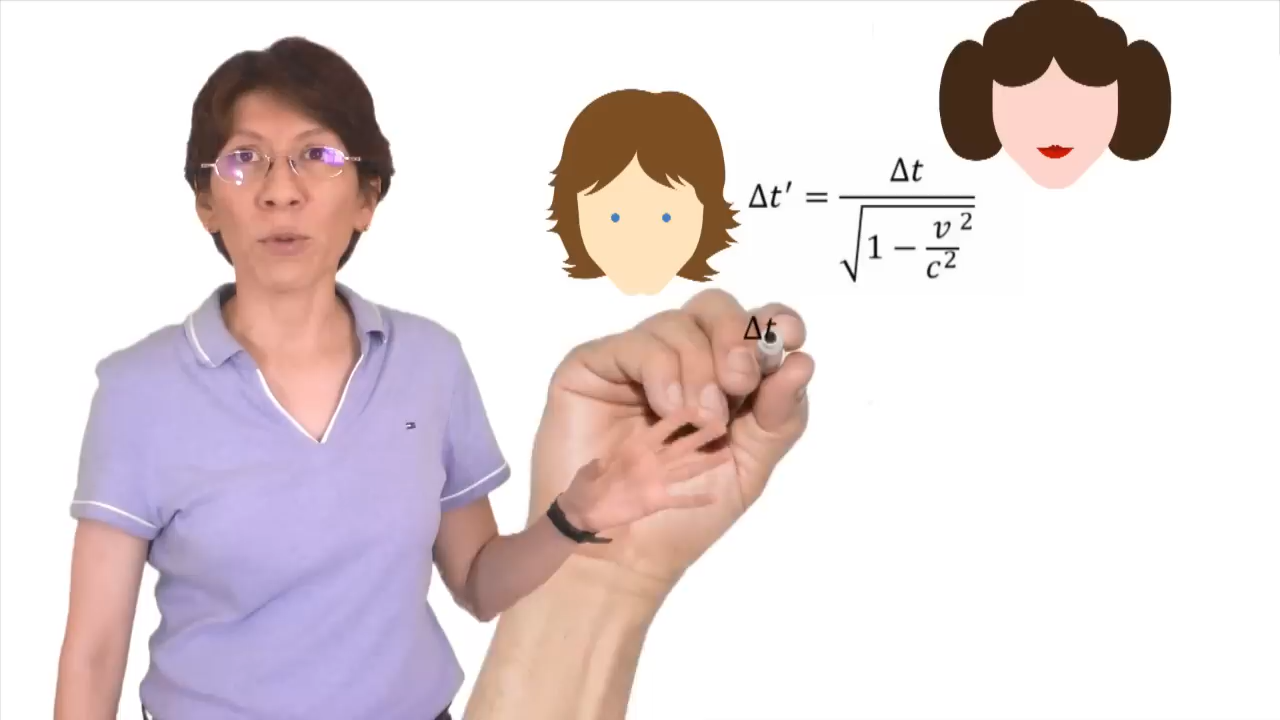 Δt′ = Δt / √(1 − v²/c²)
Δt